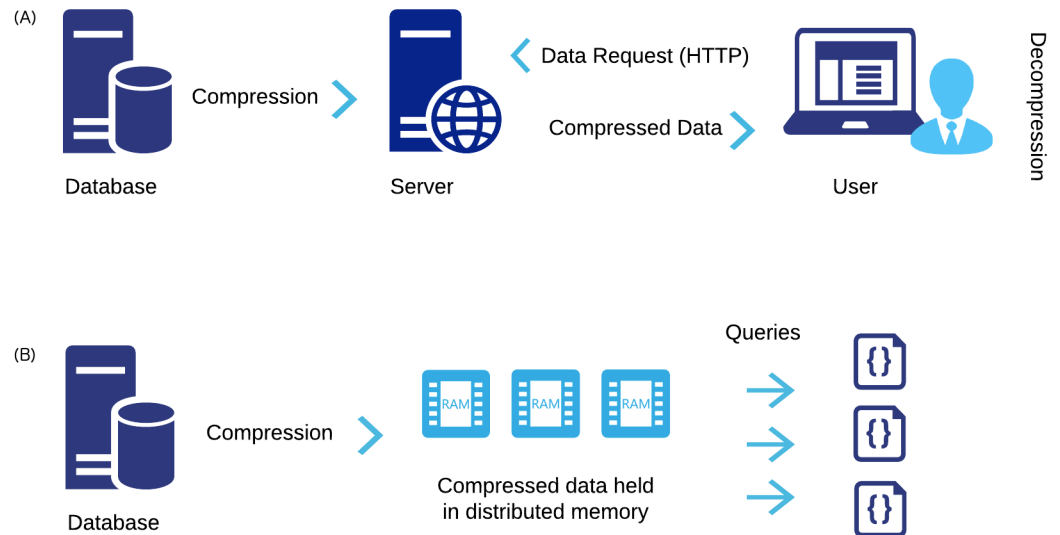 (A)
Compression
Data Request (HTTP)
Compressed Data
Decompression
Database
Server
User
(B)
Queries
{}
RAM
RAM
RAM
{}
Compression
Compressed data held
in distributed memory
{}
Database